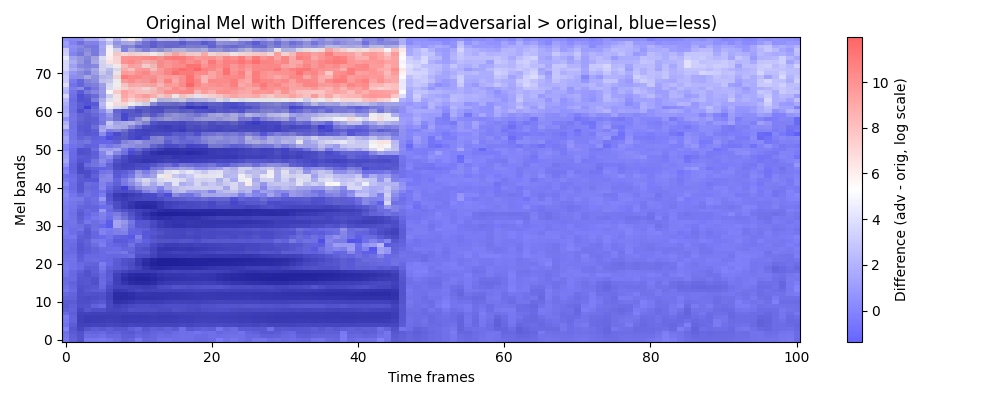 Original Mel with Differences (red=adversarial > original, blue=less)
Mel bands
70
60
50
40
30
20
10
0
0 20 40 60 80 100
Time frames
10
8
6
4
2
0
Difference (adv - orig, log scale)